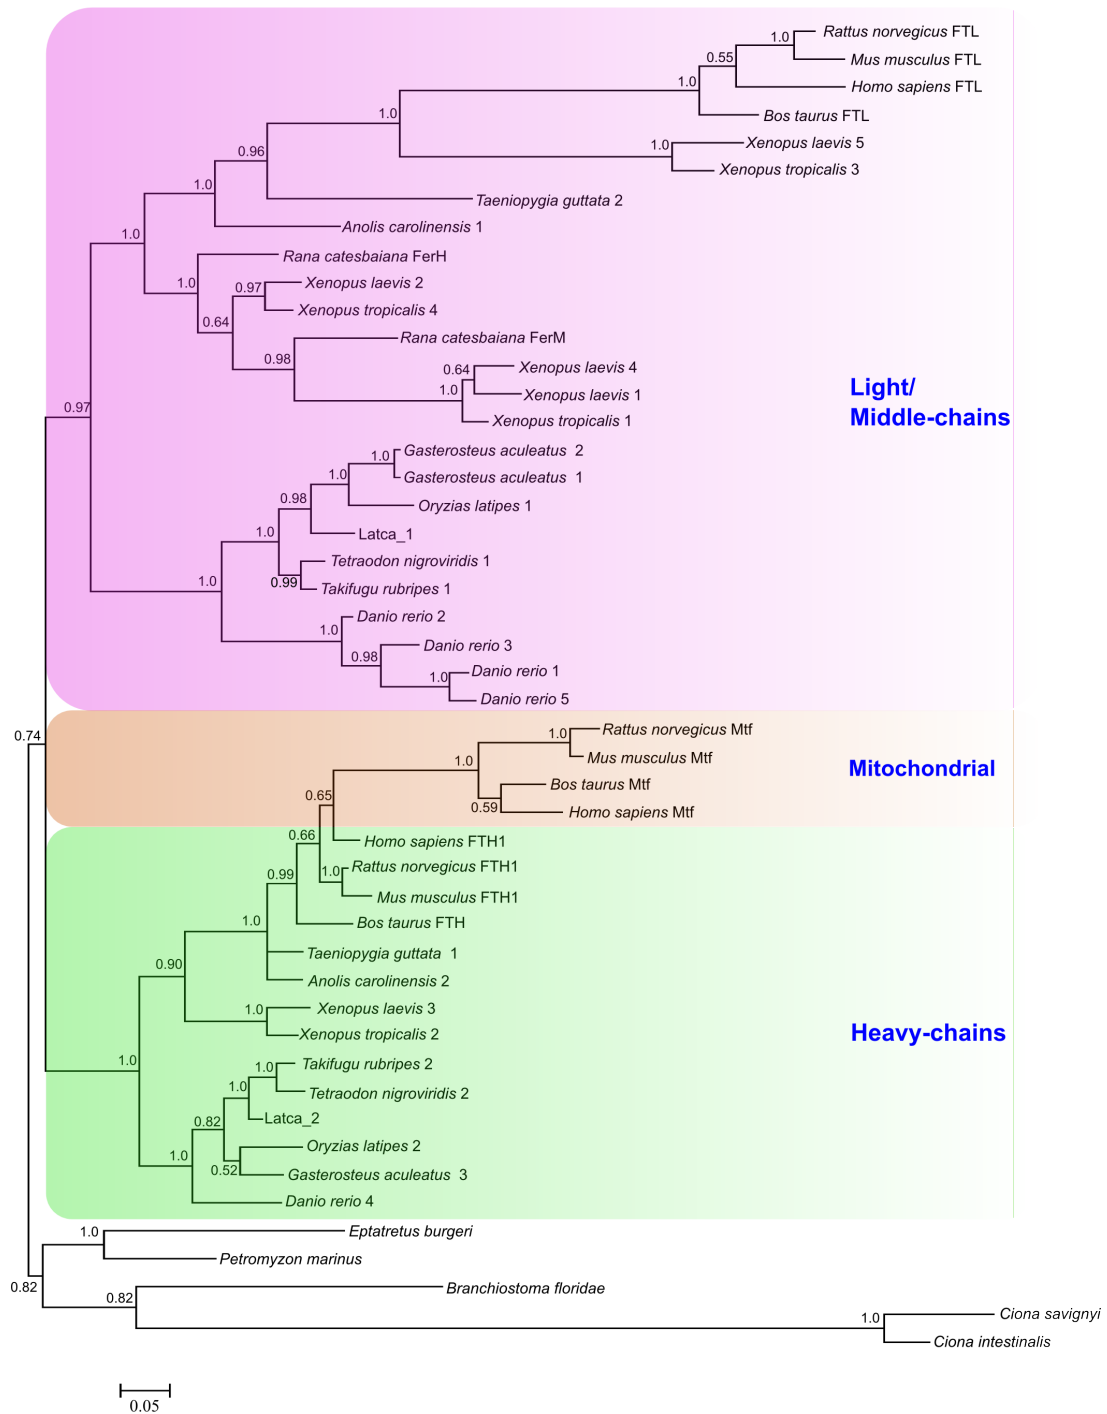 Rattus norvegicus FTL
1.0
Mus musculus FTL
0.55
Homo sapiens FTL
1.0
Bos taurus FTL
1.0
Xenopus laevis 5
1.0
Xenopus tropicalis 3
0.96
1.0
Taeniopygia guttata 2
Anolis carolinensis 1
1.0
Rana catesbaiana FerH
1.0
Xenopus laevis 2
0.97
Xenopus tropicalis 4
0.64
Rana catesbaiana FerM
0.98
Xenopus laevis 4
0.64
Xenopus laevis 1
1.0
Xenopus tropicalis 1
Light/
Middle-chains
0.97
Gasterosteus aculeatus 2
1.0
Gasterosteus aculeatus 1
1.0
Oryzias latipes 1
0.98
Latca_1
1.0
Tetraodon nigroviridis 1
0.99
Takifugu rubripes 1
1.0
Danio rerio 2
1.0
Danio rerio 3
0.98
Danio rerio 1
1.0
Danio rerio 5
0.74
Rattus norvegicus Mtf
1.0
Mus musculus Mtf
1.0
Bos taurus Mtf
0.59
Homo sapiens Mtf
Mitochondrial
0.65
Homo sapiens FTH1
0.66
Rattus norvegicus FTH1
1.0
Mus musculus FTH1
0.99
Bos taurus FTH
1.0
Taeniopygia guttata 1
Anolis carolinensis 2
0.90
Xenopus laevis 3
1.0
Xenopus tropicalis 2
Heavy-chains
1.0
Takifugu rubripes 2
1.0
Tetraodon nigroviridis 2
1.0
Latca_2
0.82
Oryzias latipes 2
0.52
Gasterosteus aculeatus 3
1.0
Danio rerio 4
Eptatretus burgeri
1.0
Petromyzon marinus
0.82
Branchiostoma floridae
0.82
Ciona savignyi
1.0
Ciona intestinalis
0.05